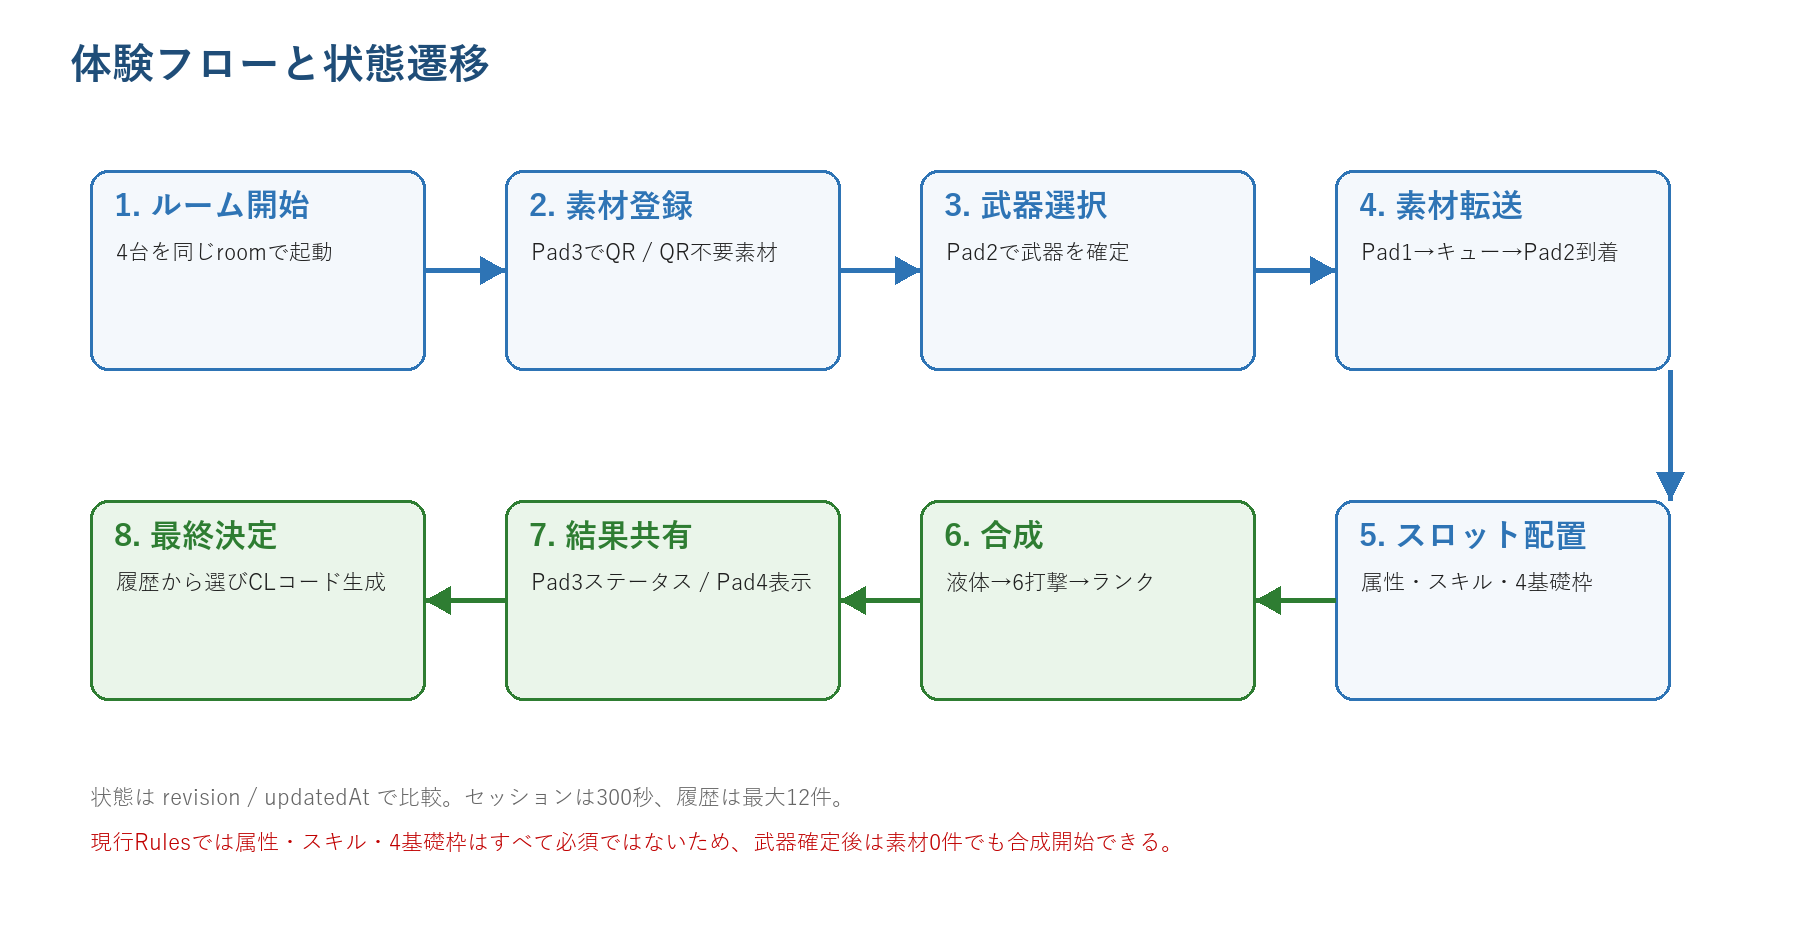 体験フローと状態遷移
1. ルーム開始
4台を同じroomで起動
2. 素材登録
Pad3でQR / QR不要素材
3. 武器選択
Pad2で武器を確定
4. 素材転送
Pad1→キュー→Pad2到着
5. スロット配置
属性・スキル・4基礎枠
6. 合成
液体→6打撃→ランク
7. 結果共有
Pad3ステータス / Pad4表示
8. 最終決定
履歴から選びCLコード生成
状態は revision / updatedAt で比較。セッションは300秒、履歴は最大12件。
現行Rulesでは属性・スキル・4基礎枠はすべて必須ではないため、武器確定後は素材0件でも合成開始できる。